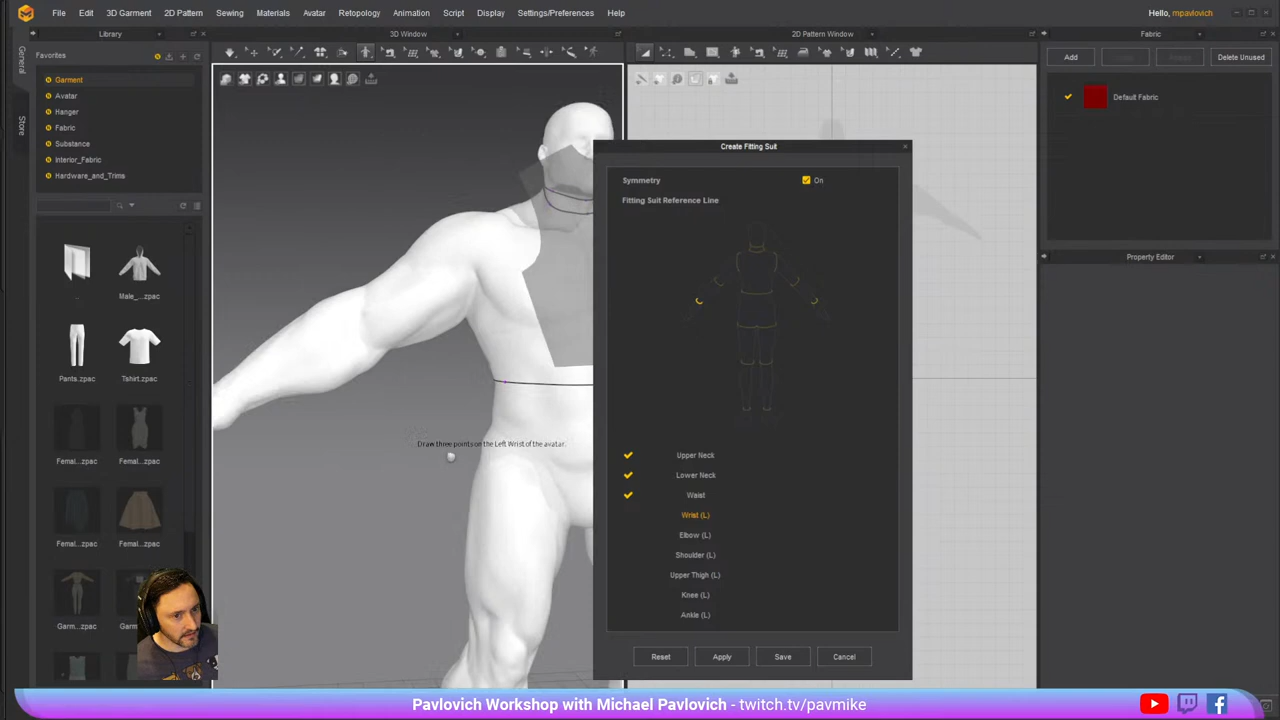 File Edit 3D Garment 2D Pattern Sewing Materials Avatar Retopology Animation Script Display Settings/Preferences Help
Hello, mpavlovich
Library
3D Window
2D Pattern Window
Fabric
General
Store
Favorites
Garment
Avatar
Hanger
Fabric
Substance
Interior_Fabric
Hardware_and_Trims
Male_...zpac
Pants.zpac
Tshirt.zpac
Femal...zpac
Femal...zpac
Femal...zpac
Femal...zpac
Garm...zpac
Garm
Draw three points on the Left Wrist of the avatar.
Create Fitting Suit
Symmetry
On
Fitting Suit Reference Line
Upper Neck
Lower Neck
Waist
Wrist (L)
Elbow (L)
Shoulder (L)
Upper Thigh (L)
Knee (L)
Ankle (L)
Reset Apply Save Cancel
Add
Delete Unused
Default Fabric
Property Editor
Pavlovich Workshop with Michael Pavlovich - twitch.tv/pavmike